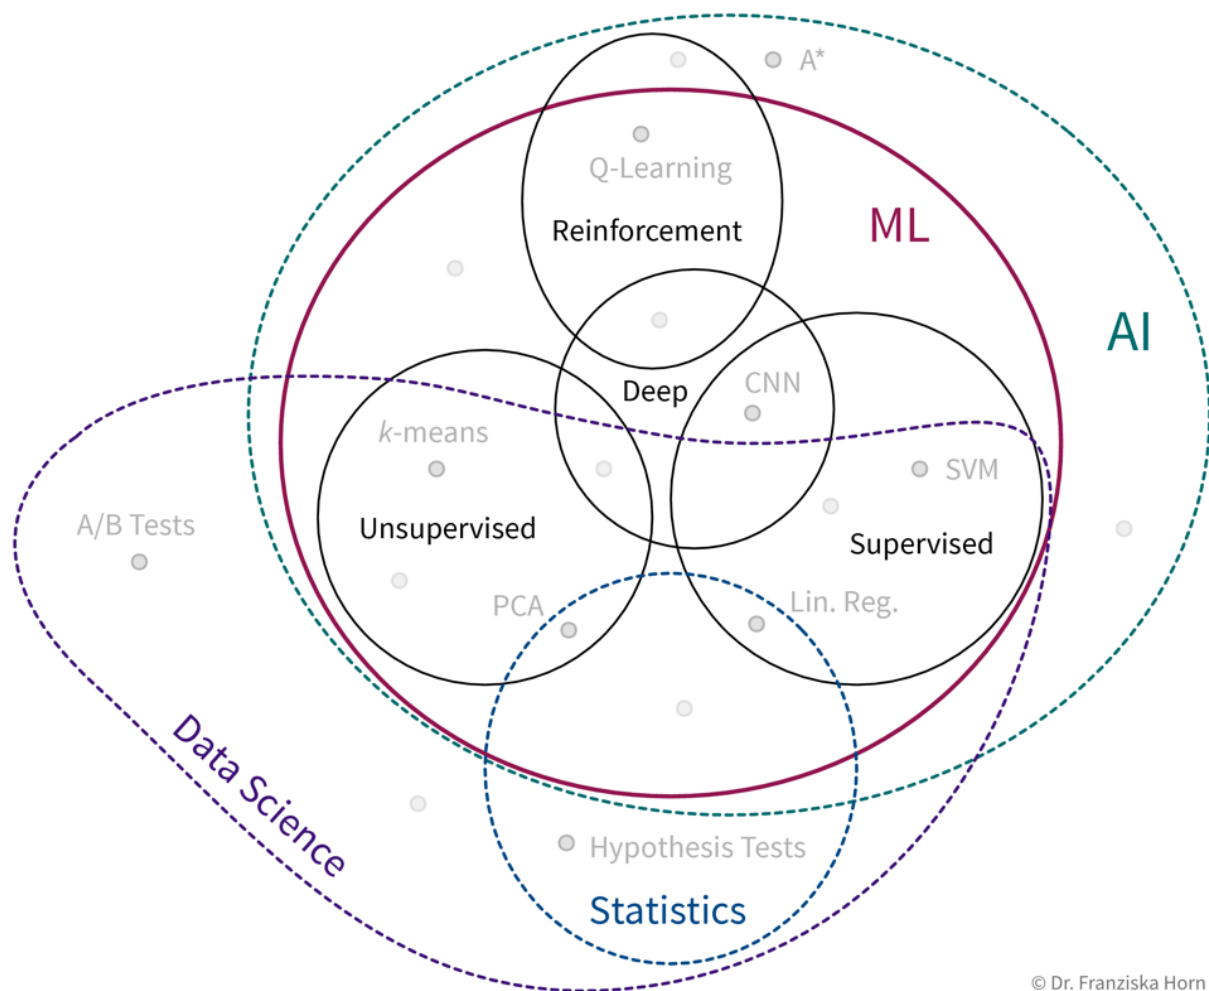 A*
Q-Learning
ML
Reinforcement
AI
Deep
CNN
k-means
SVM
A/B Tests
Unsupervised
Supervised
PCA
Lin. Reg.
Data Science
Hypothesis Tests
Statistics
© Dr. Franziska Horn